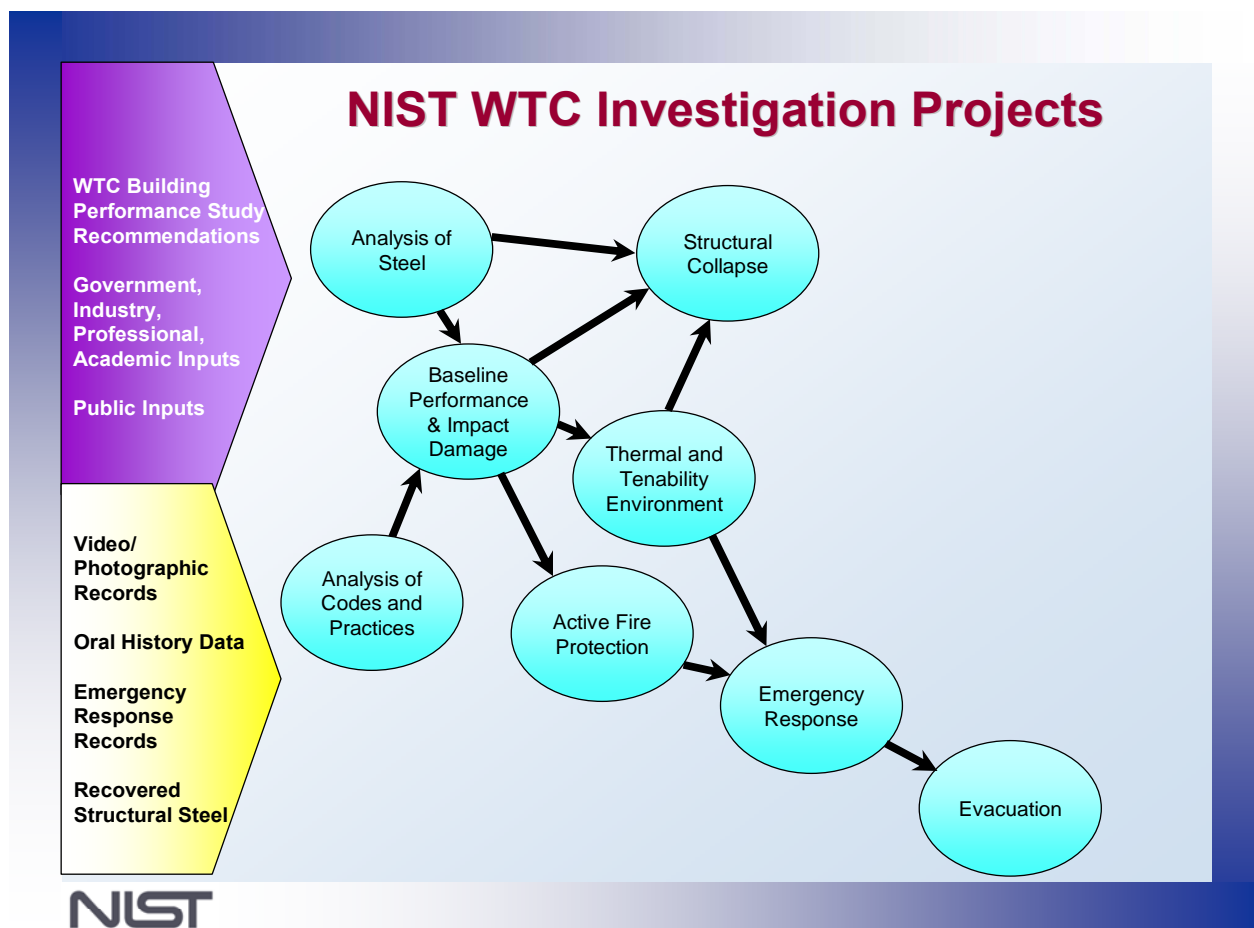 NIST WTC Investigation Projects
WTC Building
Performance Study
Recommendations
Government,
Industry,
Professional,
Academic Inputs
Public Inputs
Video/
Photographic
Records
Oral History Data
Emergency
Response
Records
Recovered
Structural Steel
Analysis of
Steel
Structural
Collapse
Baseline
Performance
& Impact
Damage
Thermal and
Tenability
Environment
Analysis of
Codes and
Practices
Active Fire
Protection
Emergency
Response
Evacuation
NIST